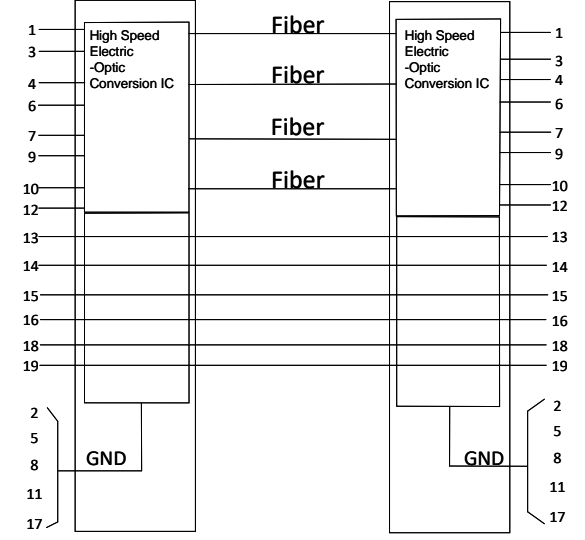 Fiber
1
High Speed
Electric
-Optic
Conversion IC
High Speed
Electric
-Optic
Conversion IC
1
3
3
Fiber
4
4
6
6
Fiber
7
7
9
9
Fiber
10
10
12
12
13
13
14
14
15
15
16
16
18
18
19
19
2
2
5
5
8
GND
GND
8
11
11
17
17